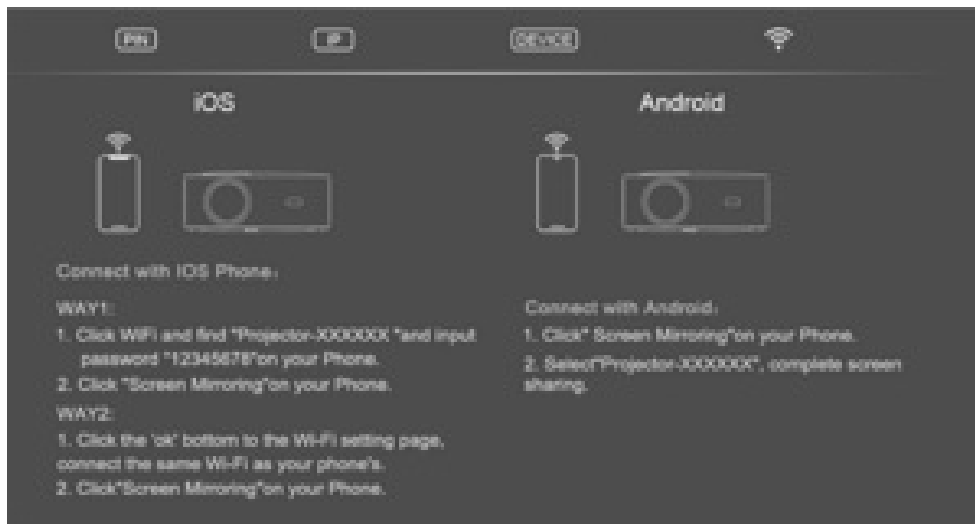 PIN
IP
DEVICE
iOS
Android
Connect with IOS Phone:
WAY1:
1. Click WiFi and find "Projector-XXXXXX "and input
password "12345678"on your Phone.
2. Click "Screen Mirroring"on your Phone.
WAY2:
1. Click the 'ok' bottom to the Wi-Fi setting page,
connect the same Wi-Fi as your phone's.
2. Click"Screen Mirroring"on your Phone.
Connect with Android:
1. Click" Screen Mirroring"on your Phone.
2. Select"Projector-XXXXXX", complete screen
sharing.